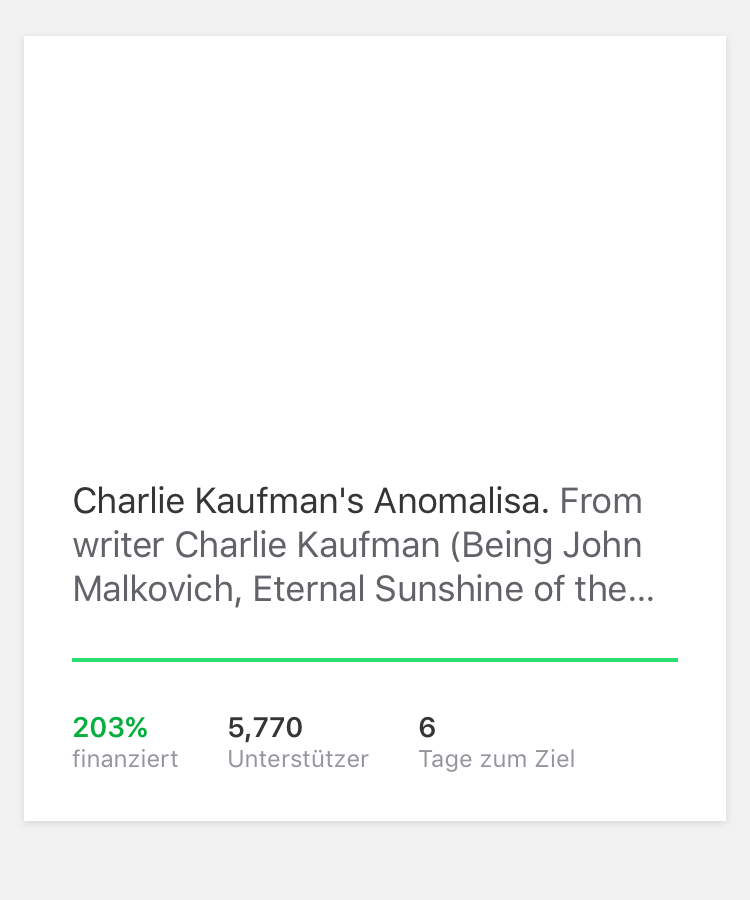 Charlie Kaufman's Anomalisa. From
writer Charlie Kaufman (Being John
Malkovich, Eternal Sunshine of the...
203%
finanziert
5,770
Unterstützer
6
Tage zum Ziel